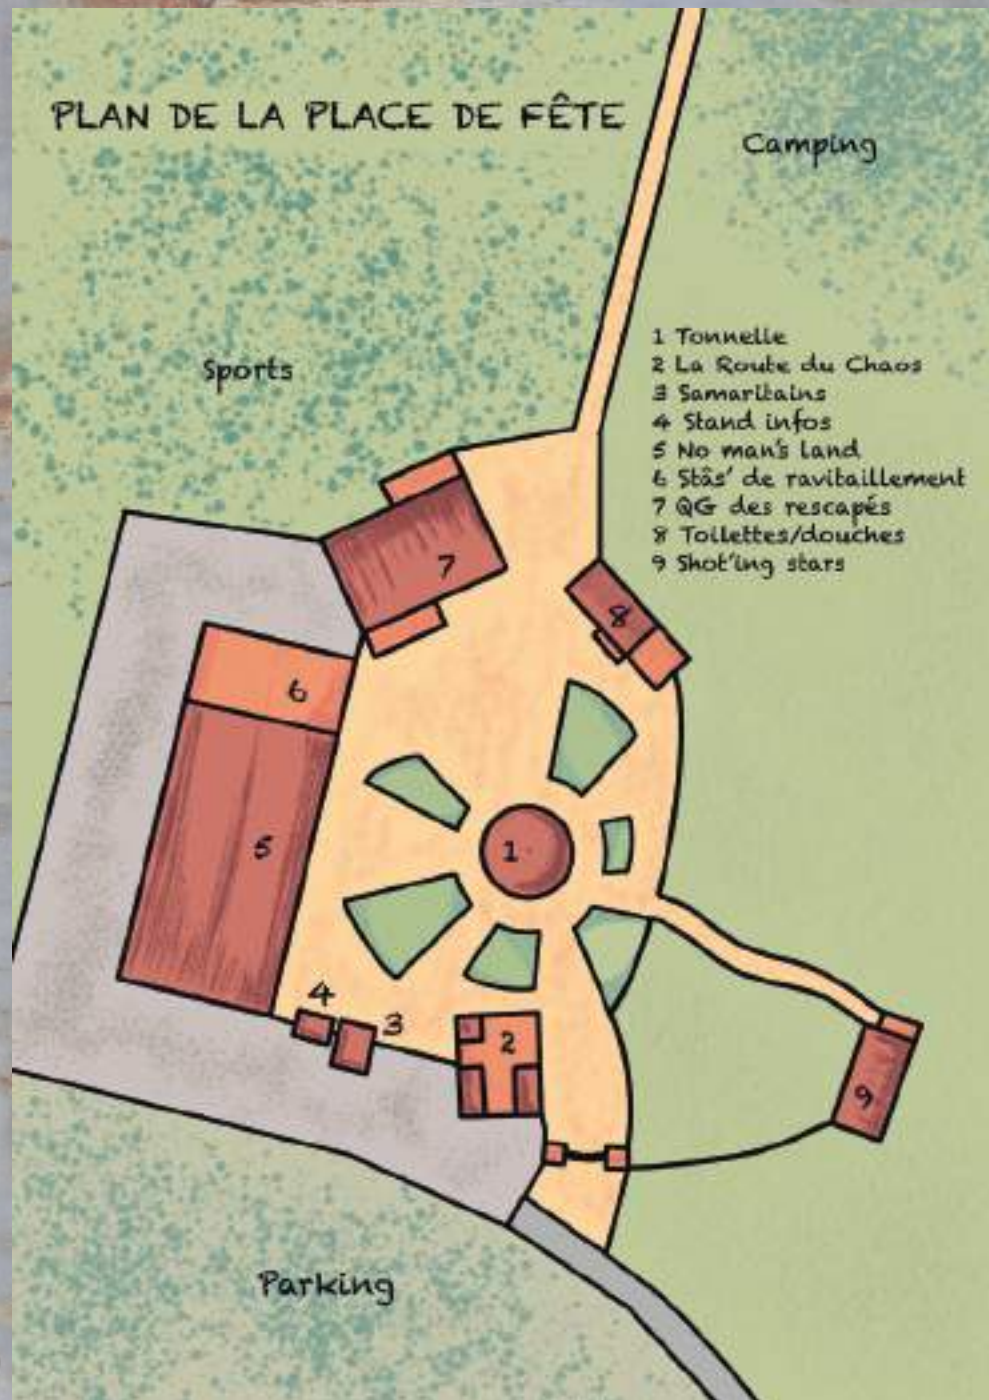 PLAN DE LA PLACE DE FÊTE
Camping
Sports
1 Tonnelle
2 La Route du Chaos
3 Samaritains
4 Stand infos
5 No man's land
6 Stâs' de ravitaillement
7 QG des rescapés
8 Toilettes/douches
9 Shot'ing stars
7
8
6
1
5
4
3
2
9
Parking